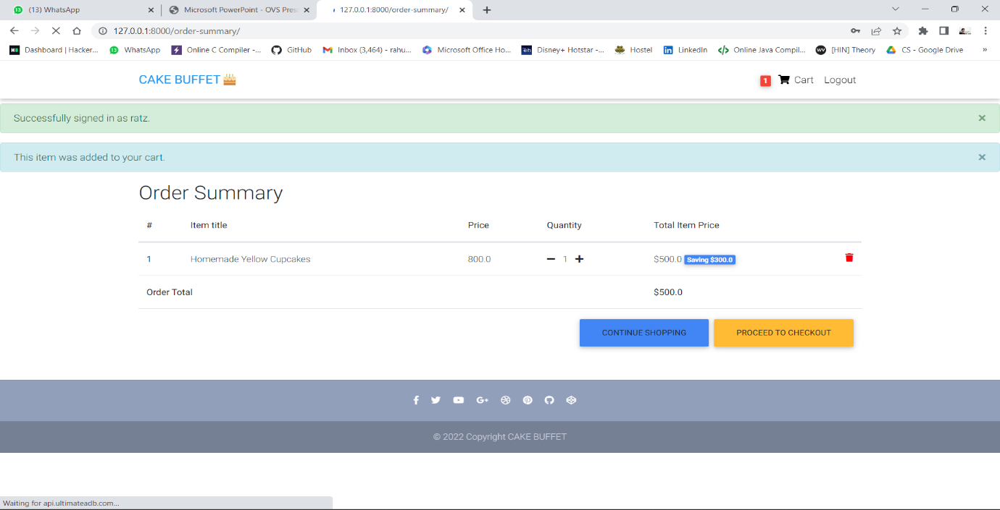 13 (13) WhatsApp
Microsoft PowerPoint - OVS Pres
127.0.0.1:8000/order-summary/
127.0.0.1:8000/order-summary/
Dashboard | Hacker... 13 WhatsApp Online C Compiler -... GitHub Inbox (3,464) - rahu... Microsoft Office Ho... Disney+ Hotstar -... Hostel LinkedIn Online Java Compil... WV [HIN] Theory CS - Google Drive »
CAKE BUFFET
1 Cart Logout
Successfully signed in as ratz. ×
This item was added to your cart. ×
Order Summary
# Item title Price Quantity Total Item Price
1 Homemade Yellow Cupcakes 800.0 1 $500.0 Saving $300.0
Order Total $500.0
CONTINUE SHOPPING PROCEED TO CHECKOUT
© 2022 Copyright CAKE BUFFET
Waiting for api.ultimateadb.com...